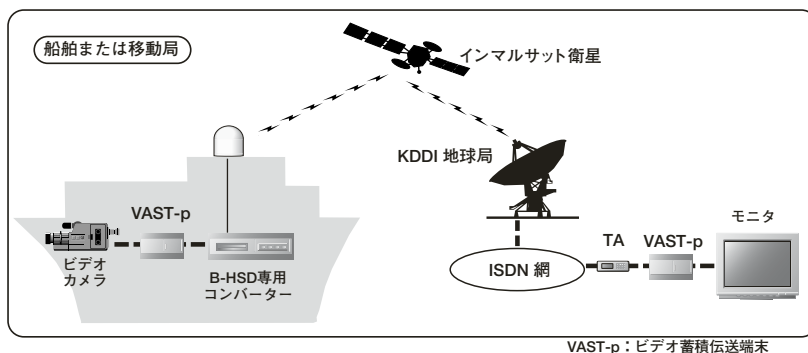 船舶または移動局
インマルサット衛星
KDDI 地球局
VAST-p
ビデオ
カメラ
B-HSD専用
コンバーター
ISDN 網
TA
VAST-p
モニタ
VAST-p：ビデオ蓄積伝送端末